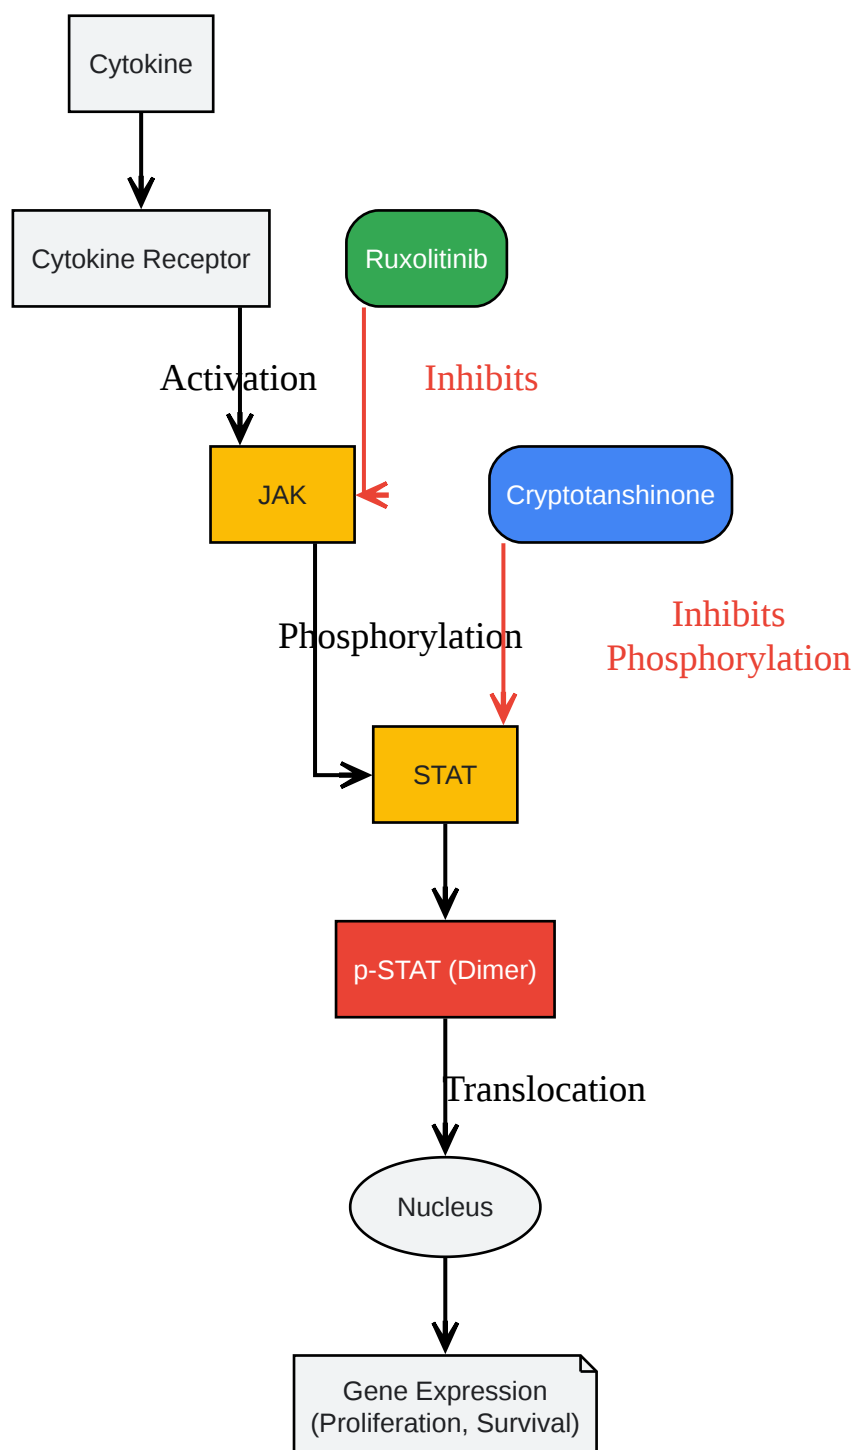 Cytokine
Cytokine Receptor
Ruxolitinib
Activation
Inhibits
JAK
Cryptotanshinone
Phosphorylation
Inhibits
Phosphorylation
STAT
p-STAT (Dimer)
Translocation
Nucleus
Gene Expression
(Proliferation, Survival)